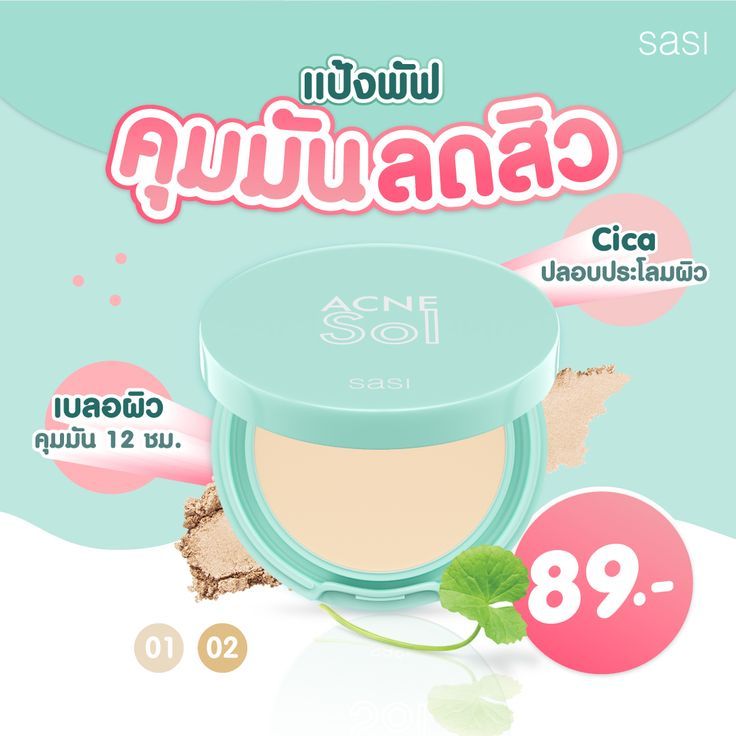 sasi
แป้งพัฟ
คุมมันลดสิว
Cica
ปลอบประโลมผิว
ACNE
Sol
sasi
เบลอผิว
คุมมัน 12 ชม.
89.-
01 02